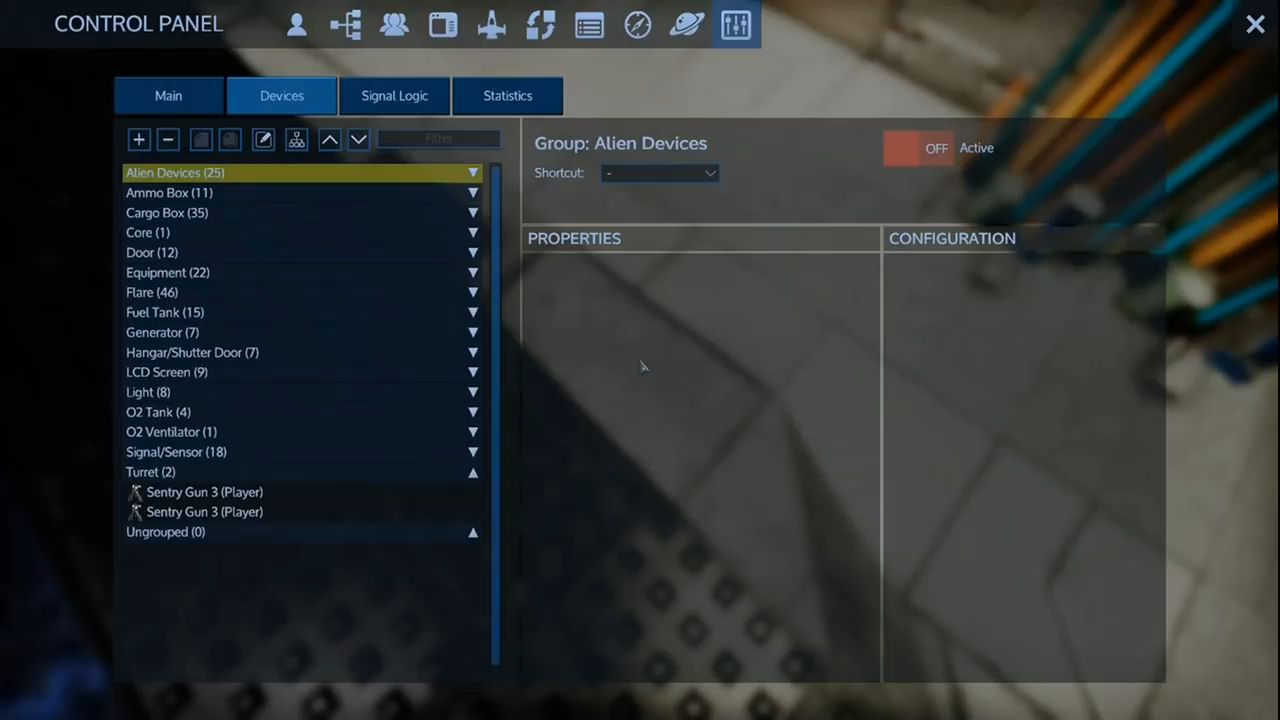 CONTROL PANEL
Main
Devices
Signal Logic
Statistics
Filter
Alien Devices (25)
Ammo Box (11)
Cargo Box (35)
Core (1)
Door (12)
Equipment (22)
Flare (46)
Fuel Tank (15)
Generator (7)
Hangar/Shutter Door (7)
LCD Screen (9)
Light (8)
O2 Tank (4)
O2 Ventilator (1)
Signal/Sensor (18)
Turret (2)
Sentry Gun 3 (Player)
Sentry Gun 3 (Player)
Ungrouped (0)
Group: Alien Devices
OFF Active
Shortcut: -
PROPERTIES
CONFIGURATION